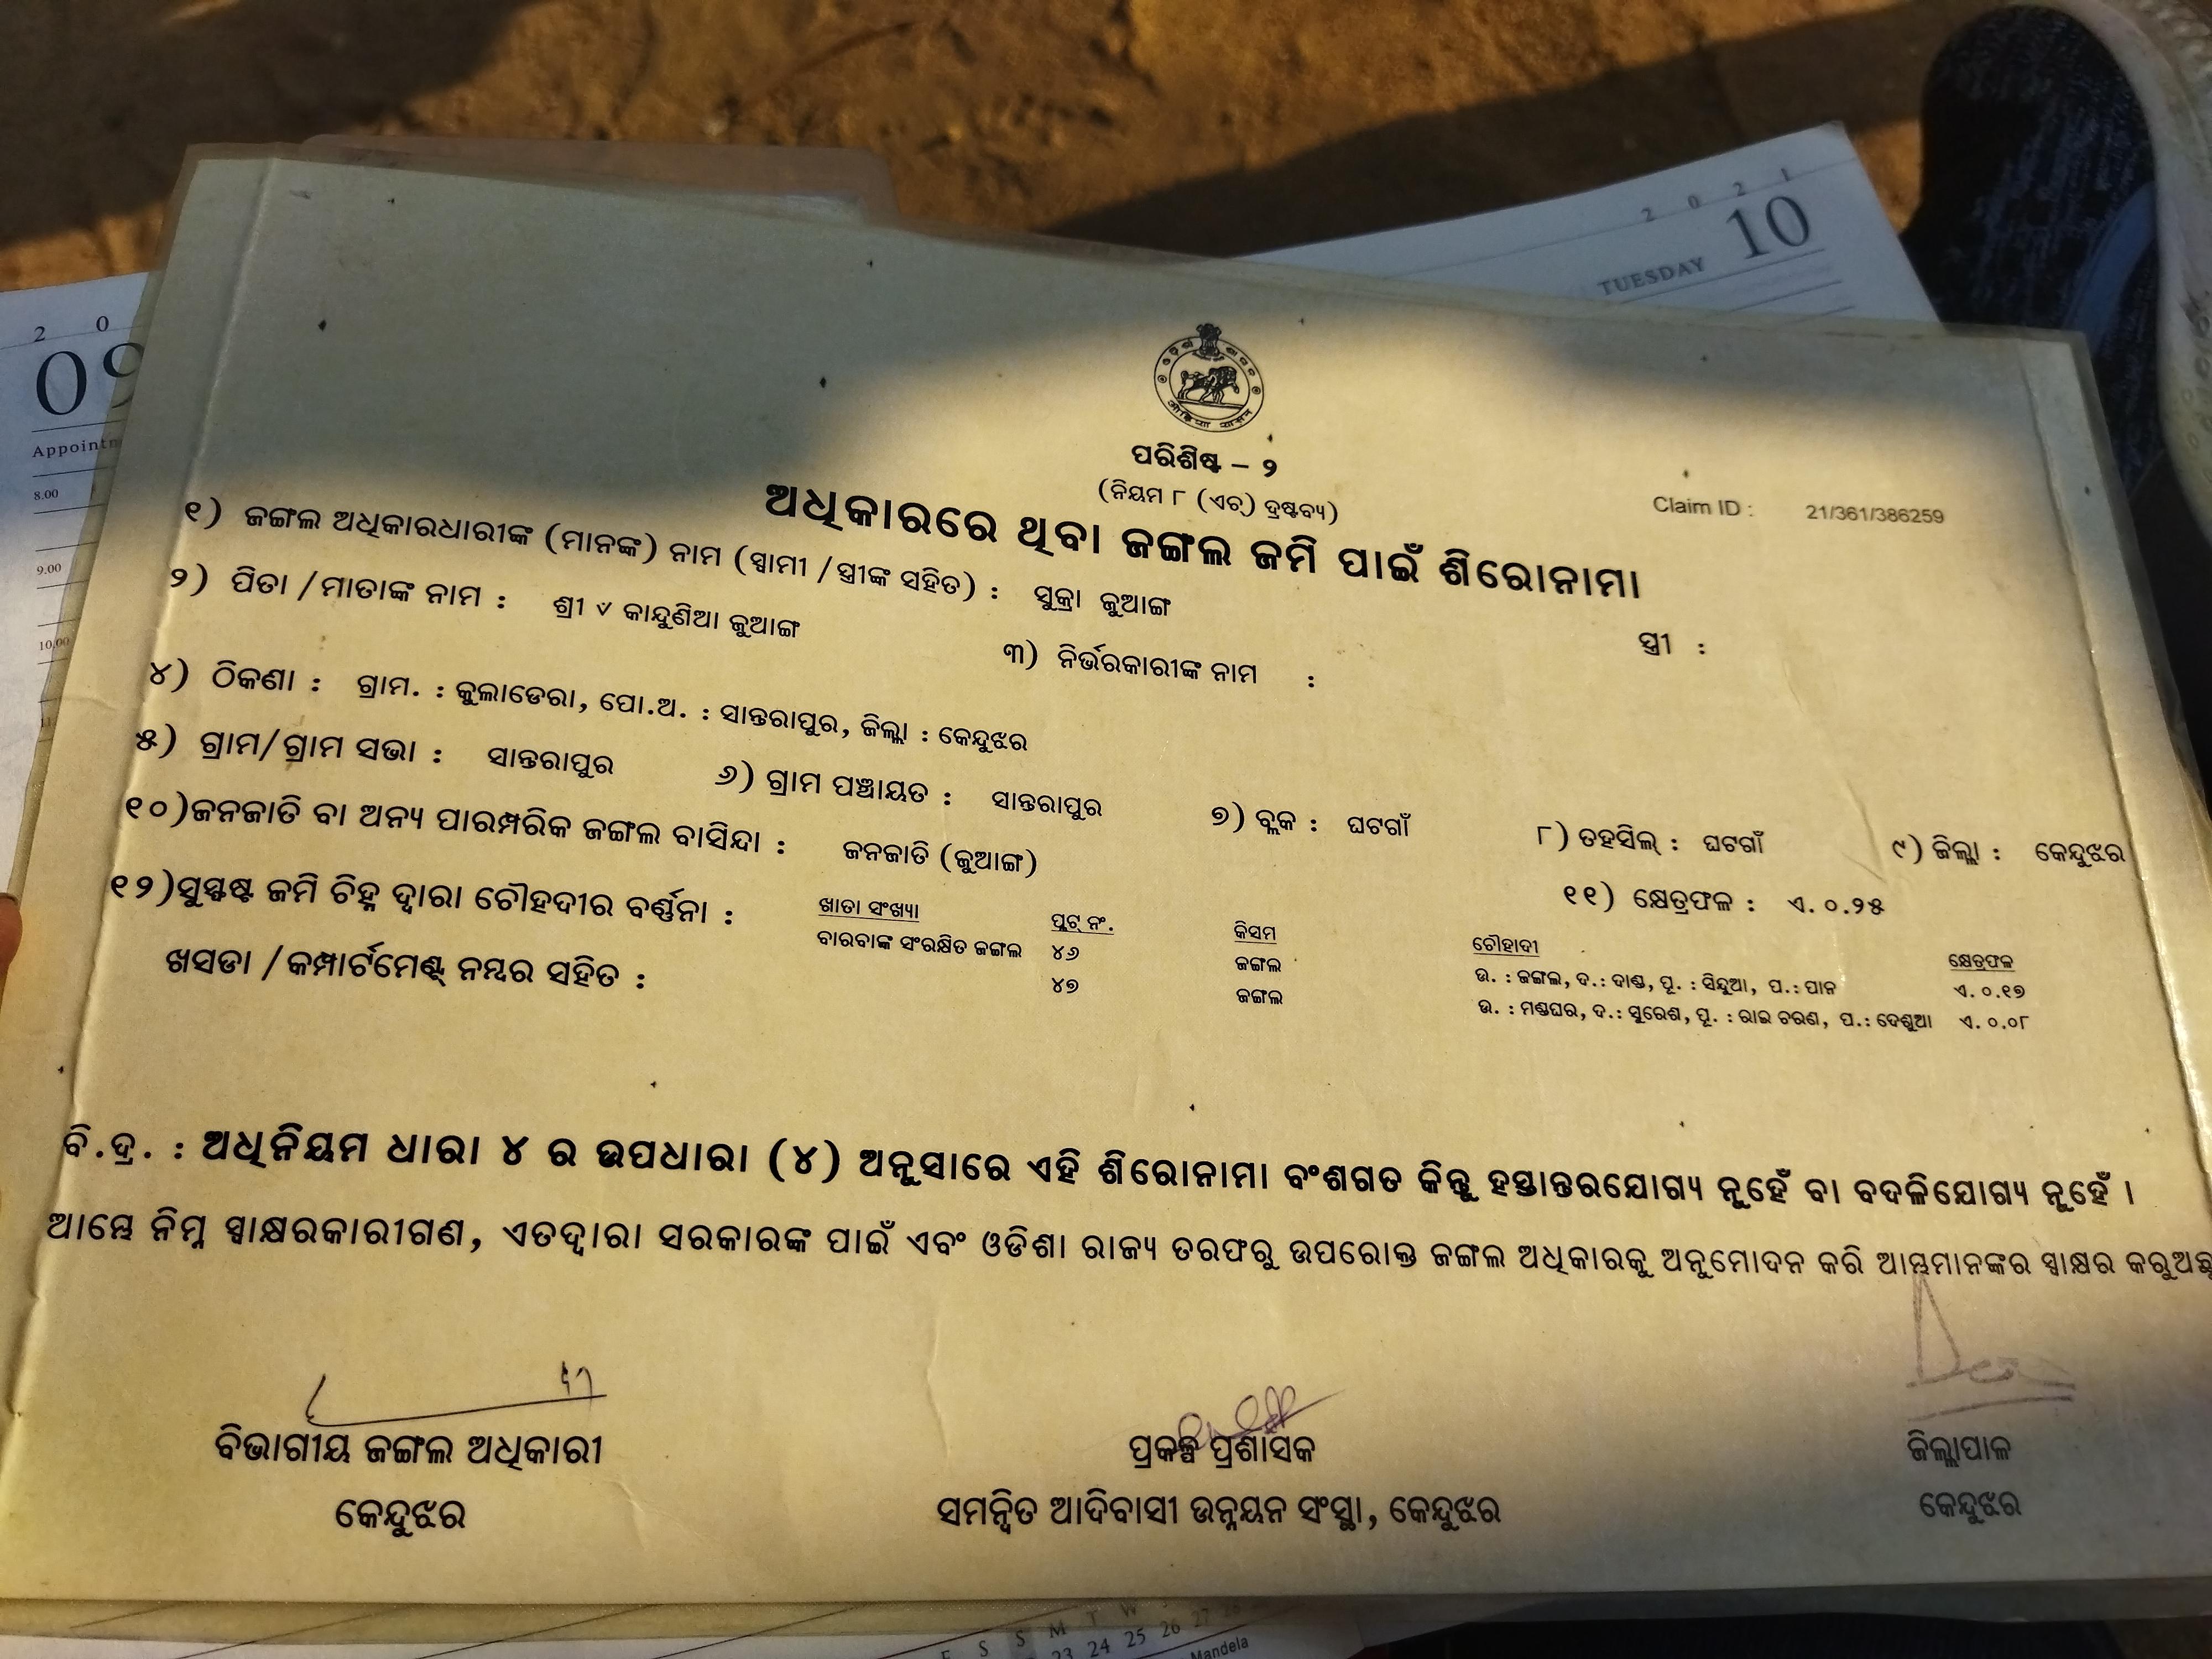 2 0 2 1
TUESDAY 10
2 0
09
8.00
9.00
10.00
ପରିଶିଷ୍ଟ – ୨
(ନିୟମ ୮ (ଏଚ୍) ଦ୍ରଷ୍ଟବ୍ୟ)
Claim ID : 21/361/386259
ଅଧିକାରରେ ଥିବା ଜଙ୍ଗଲ ଜମି ପାଇଁ ଶିରୋନାମା
୧) ଜଙ୍ଗଲ ଅଧିକାରଧାରୀଙ୍କ (ମାନଙ୍କ) ନାମ (ସ୍ୱାମୀ /ସ୍ତ୍ରୀଙ୍କ ସହିତ) : ସୁକ୍ରା ଜୁଆଙ୍ଗ ସ୍ତ୍ରୀ :
୨) ପିତା /ମାତାଙ୍କ ନାମ : ଶ୍ରୀ କାନ୍ଦୁଣିଆ ଜୁଆଙ୍ଗ ୩) ନିର୍ଭରକାରୀଙ୍କ ନାମ :
୪) ଠିକଣା : ଗ୍ରାମ. : କୁଲାଡେରା, ପୋ.ଅ. : ସାନ୍ତରାପୁର, ଜିଲ୍ଲା : କେନ୍ଦୁଝର
୫) ଗ୍ରାମ/ଗ୍ରାମ ସଭା : ସାନ୍ତରାପୁର ୬) ଗ୍ରାମ ପଞ୍ଚାୟତ : ସାନ୍ତରାପୁର ୭) ବ୍ଲକ : ଘଟଗାଁ ୮) ତହସିଲ୍ : ଘଟଗାଁ ୯) ଜିଲ୍ଲା : କେନ୍ଦୁଝର
୧୦)ଜନଜାତି ବା ଅନ୍ୟ ପାରମ୍ପରିକ ଜଙ୍ଗଲ ବାସିନ୍ଦା : ଜନଜାତି (ଜୁଆଙ୍ଗ) ୧୧) କ୍ଷେତ୍ରଫଳ : ଏ. ୦.୨୫
୧୨)ସୁସ୍ପଷ୍ଟ ଜମି ଚିହ୍ନ ଦ୍ୱାରା ଚୌହଦୀର ବର୍ଣ୍ଣନା :
ଖସଡା /କମ୍ପାର୍ଟମେଣ୍ଟ ନମ୍ବର ସହିତ :
ଖାତା ସଂଖ୍ୟା ପ୍ଲଟ୍ ନଂ. କିସମ ଚୌହାଦୀ କ୍ଷେତ୍ରଫଳ
ବାରବାଙ୍କ ସଂରକ୍ଷିତ ଜଙ୍ଗଲ ୪୬ ଜଙ୍ଗଲ ଉ. : ଜଙ୍ଗଲ, ଦ.: ଦାଣ୍ଡ, ପୂ. : ସିନ୍ଦୁଆ, ପ.: ପାନ ଏ. ୦.୧୭
୪୭ ଜଙ୍ଗଲ ଉ. : ମଣ୍ଡଘର, ଦ.: ସୁରେଶ, ପୂ. : ରାଇ ଚରଣ, ପ.: ଦେଶୁଆ ଏ. ୦.୦୮
ବି.ଦ୍ର. : ଅଧିନିୟମ ଧାରା ୪ ର ଉପଧାରା (୪) ଅନୁସାରେ ଏହି ଶିରୋନାମା ବଂଶଗତ କିନ୍ତୁ ହସ୍ତାନ୍ତରଯୋଗ୍ୟ ନୁହେଁ ବା ବଦଳିଯୋଗ୍ୟ ନୁହେଁ ।
ଆମ୍ଭେ ନିମ୍ନ ସ୍ୱାକ୍ଷରକାରୀଗଣ, ଏତଦ୍ଦ୍ୱାରା ସରକାରଙ୍କ ପାଇଁ ଏବଂ ଓଡିଶା ରାଜ୍ୟ ତରଫରୁ ଉପରୋକ୍ତ ଜଙ୍ଗଲ ଅଧିକାରକୁ ଅନୁମୋଦନ କରି ଆମ୍ଭମାନଙ୍କର ସ୍ୱାକ୍ଷର
ବିଭାଗୀୟ ଜଙ୍ଗଲ ଅଧିକାରୀ
କେନ୍ଦୁଝର
ପ୍ରକଳ୍ପ ପ୍ରଶାସକ
ସମନ୍ୱିତ ଆଦିବାସୀ ଉନ୍ନୟନ ସଂସ୍ଥା, କେନ୍ଦୁଝର
ଜିଲ୍ଲାପାଳ
କେନ୍ଦୁଝର
S S M T W
23 24 25 26 27
Mandela